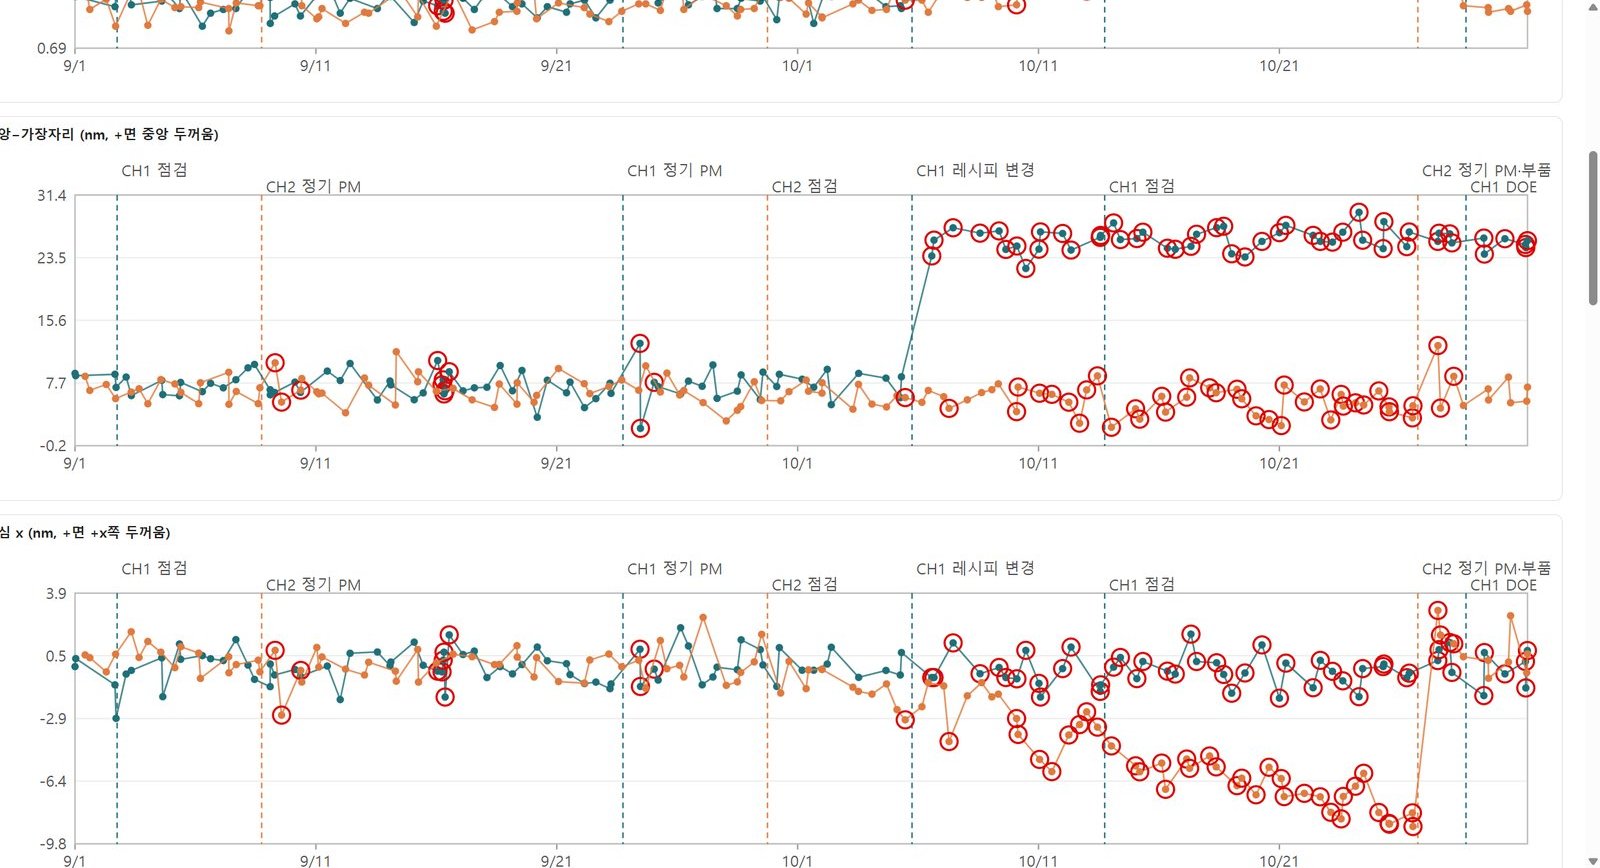 0.69
9/1 9/11 9/21 10/1 10/11 10/21
앙−가장자리 (nm, +면 중앙 두꺼움)
CH1 점검 CH1 정기 PM CH1 레시피 변경 CH2 정기 PM·부품
CH2 정기 PM CH2 점검 CH1 점검 CH1 DOE
31.4
23.5
15.6
7.7
-0.2
9/1 9/11 9/21 10/1 10/11 10/21
심 x (nm, +면 +x쪽 두꺼움)
CH1 점검 CH1 정기 PM CH1 레시피 변경 CH2 정기 PM·부품
CH2 정기 PM CH2 점검 CH1 점검 CH1 DOE
3.9
0.5
-2.9
-6.4
-9.8
9/1 9/11 9/21 10/1 10/11 10/21